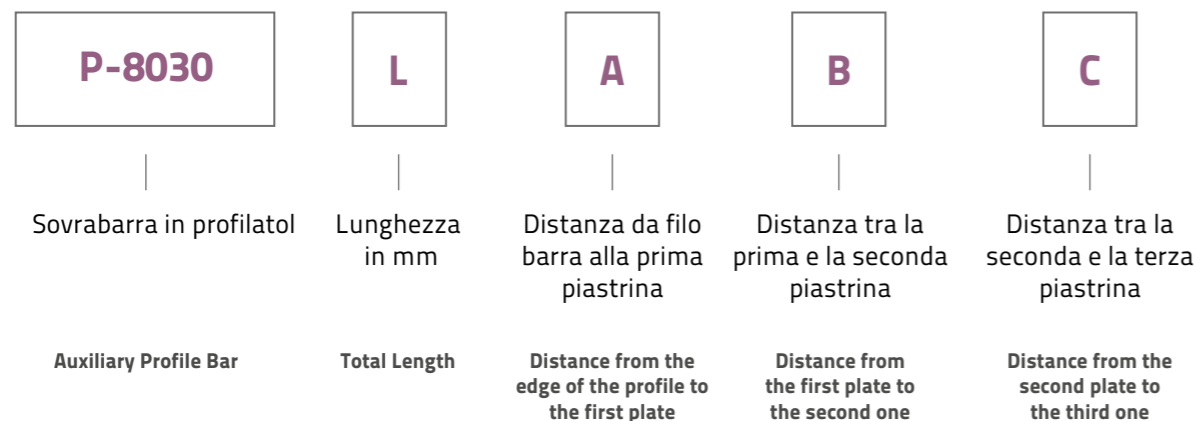 P-8030
L
A
B
C
Sovrabarra in profilatol
Lunghezza
in mm
Distanza da filo
barra alla prima
piastrina
Distanza tra la
prima e la seconda
piastrina
Distanza tra la
seconda e la terza
piastrina
Auxiliary Profile Bar
Total Length
Distance from the
edge of the profile to
the first plate
Distance from
the first plate to
the second one
Distance from the
second plate to
the third one